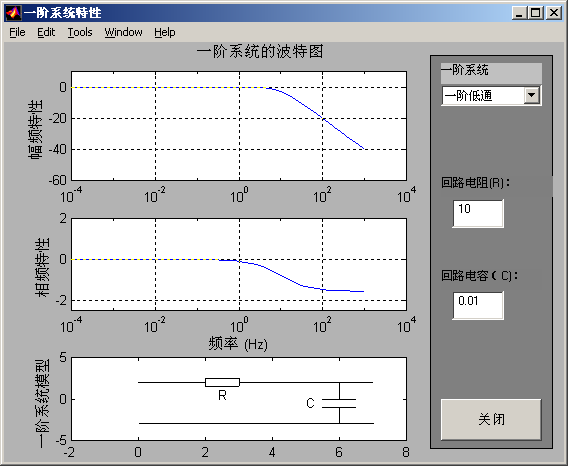 一阶系统特性
File Edit Tools Window Help
一阶系统的波特图
幅频特性
0
-20
-40
-60
10^-4 10^-2 10^0 10^2 10^4
相频特性
2
0
-2
10^-4 10^-2 10^0 10^2 10^4
频率 (Hz)
一阶系统模型
5
0
-5
R
C
-2 0 2 4 6 8
一阶系统
一阶低通
回路电阻(R)：
10
回路电容（C)：
0.01
关闭